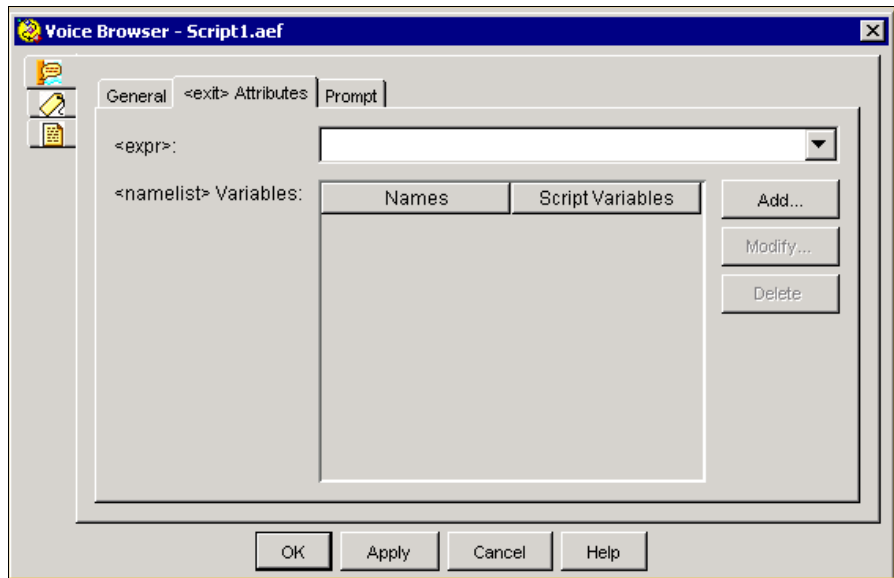 Voice Browser - Script1.aef
General <exit> Attributes Prompt
<expr>:
<namelist> Variables:
Names Script Variables
Add...
Modify...
Delete
OK Apply Cancel Help